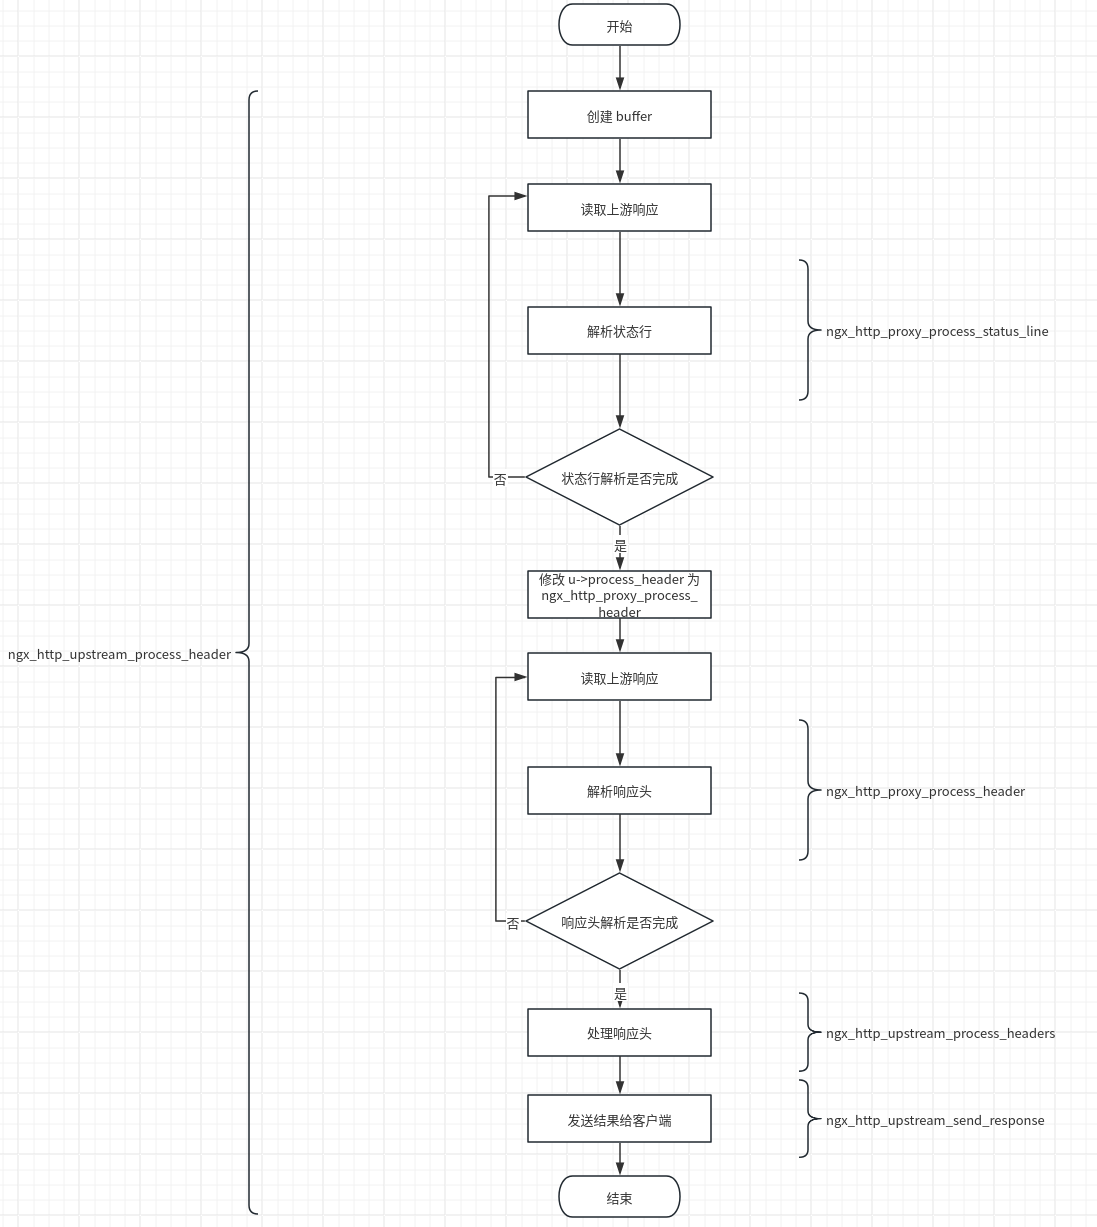 开始
创建 buffer
读取上游响应
解析状态行
ngx_http_proxy_process_status_line
状态行解析是否完成
否
是
修改 u->process_header 为
ngx_http_proxy_process_
header
ngx_http_upstream_process_header
读取上游响应
解析响应头
ngx_http_proxy_process_header
响应头解析是否完成
否
是
处理响应头
ngx_http_upstream_process_headers
发送结果给客户端
ngx_http_upstream_send_response
结束